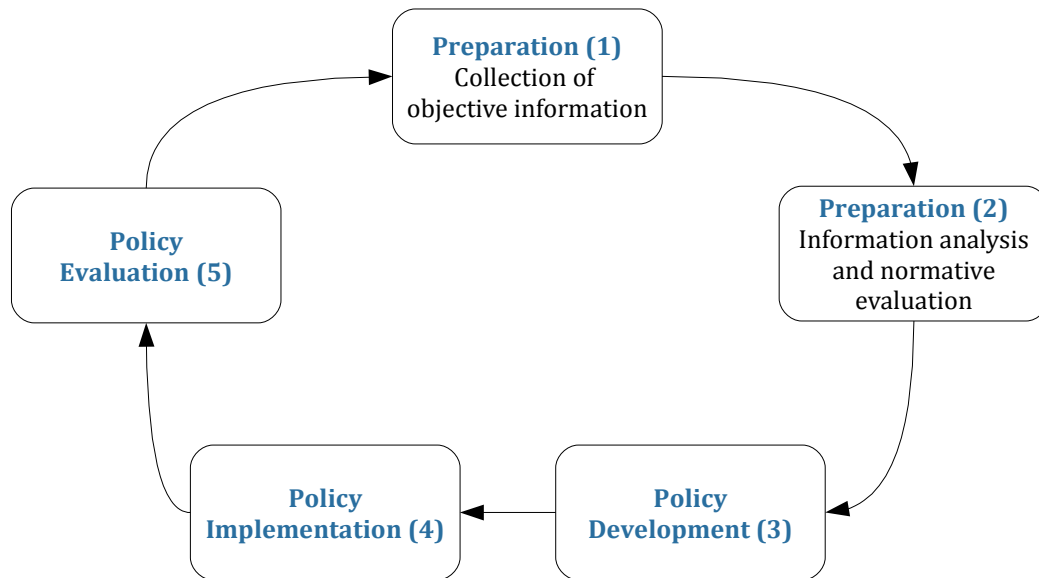 Preparation (1)
Collection of
objective information
Preparation (2)
Information analysis
and normative
evaluation
Policy
Development (3)
Policy
Implementation (4)
Policy
Evaluation (5)